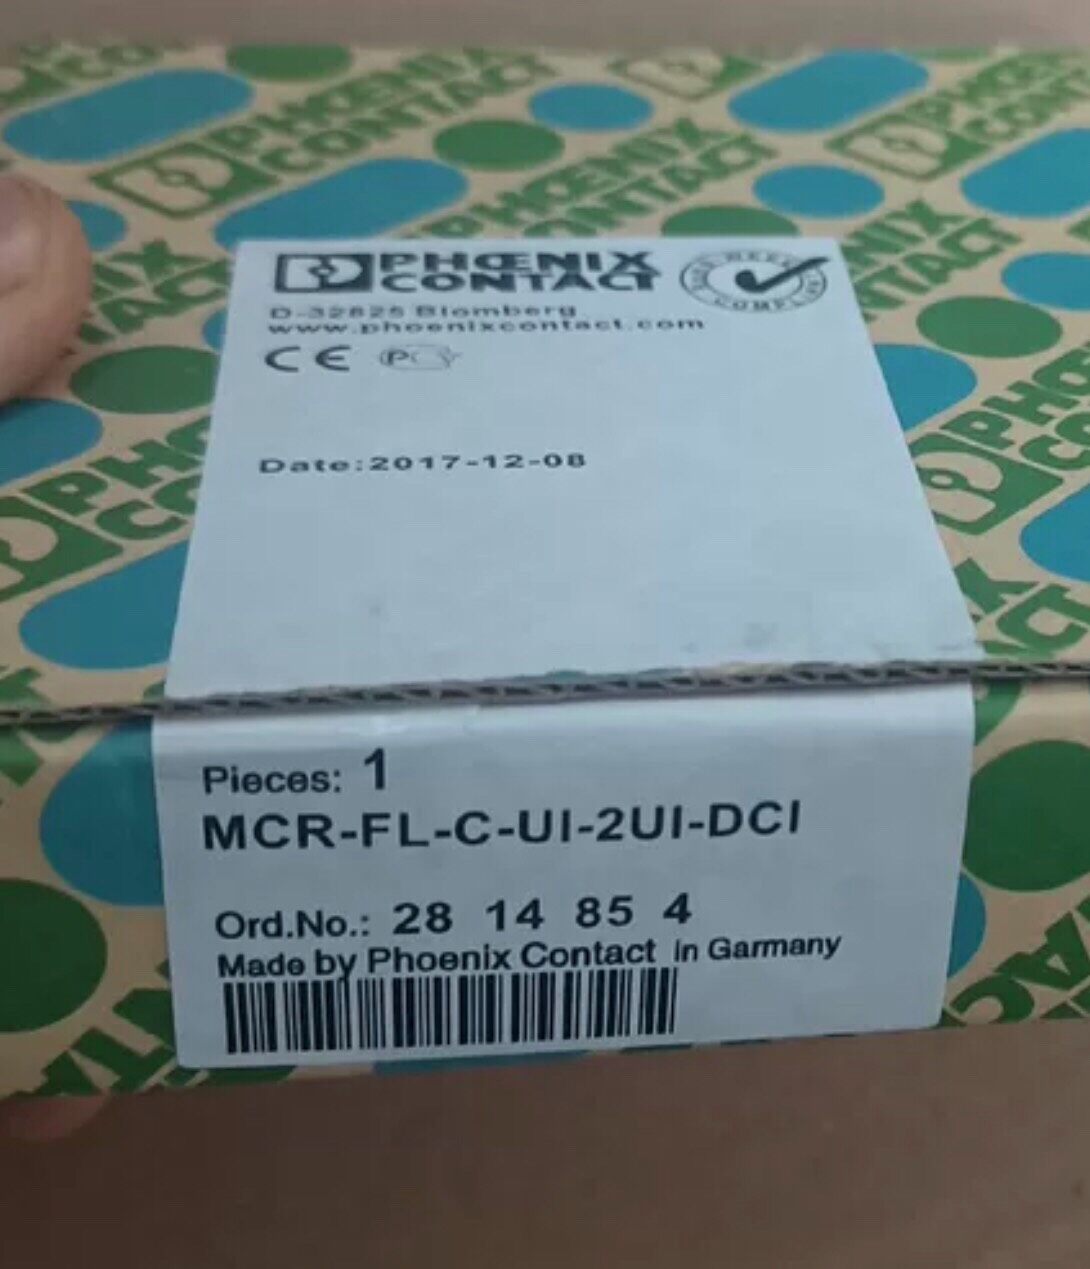 PHŒNIX
CONTACT
D-32825 Blomberg
www.phoenixcontact.com
CE
Date:2017-12-08
Pieces: 1
MCR-FL-C-UI-2UI-DCI
Ord.No.: 28 14 85 4
Made by Phoenix Contact in Garmany